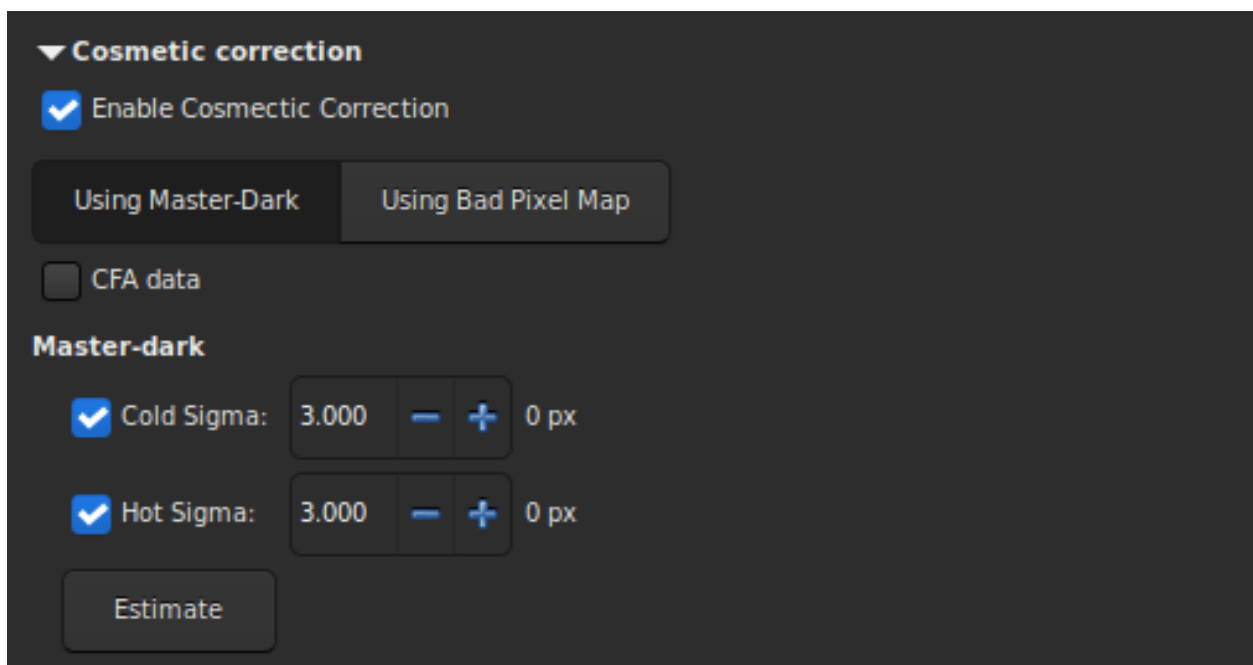 Cosmetic correction
Enable Cosmectic Correction
Using Master-Dark Using Bad Pixel Map
CFA data
Master-dark
Cold Sigma: 3.000 0 px
Hot Sigma: 3.000 0 px
Estimate